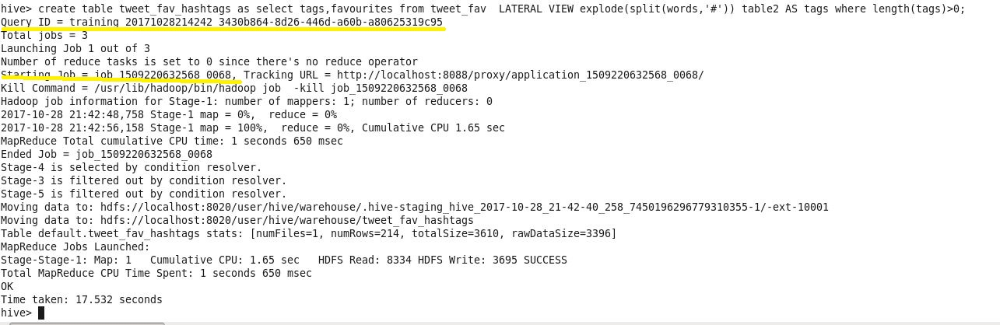 hive> create table tweet_fav_hashtags as select tags,favourites from tweet_fav  LATERAL VIEW explode(split(words,'#')) table2 AS tags where length(tags)>0;
Query ID = training_20171028214242_3430b864-8d26-446d-a60b-a80625319c95
Total jobs = 3
Launching Job 1 out of 3
Number of reduce tasks is set to 0 since there's no reduce operator
Starting Job = job_1509220632568_0068, Tracking URL = http://localhost:8088/proxy/application_1509220632568_0068/
Kill Command = /usr/lib/hadoop/bin/hadoop job  -kill job_1509220632568_0068
Hadoop job information for Stage-1: number of mappers: 1; number of reducers: 0
2017-10-28 21:42:48,758 Stage-1 map = 0%,  reduce = 0%
2017-10-28 21:42:56,158 Stage-1 map = 100%,  reduce = 0%, Cumulative CPU 1.65 sec
MapReduce Total cumulative CPU time: 1 seconds 650 msec
Ended Job = job_1509220632568_0068
Stage-4 is selected by condition resolver.
Stage-3 is filtered out by condition resolver.
Stage-5 is filtered out by condition resolver.
Moving data to: hdfs://localhost:8020/user/hive/warehouse/.hive-staging_hive_2017-10-28_21-42-40_258_7450196296779310355-1/-ext-10001
Moving data to: hdfs://localhost:8020/user/hive/warehouse/tweet_fav_hashtags
Table default.tweet_fav_hashtags stats: [numFiles=1, numRows=214, totalSize=3610, rawDataSize=3396]
MapReduce Jobs Launched:
Stage-Stage-1: Map: 1   Cumulative CPU: 1.65 sec   HDFS Read: 8334 HDFS Write: 3695 SUCCESS
Total MapReduce CPU Time Spent: 1 seconds 650 msec
OK
Time taken: 17.532 seconds
hive>